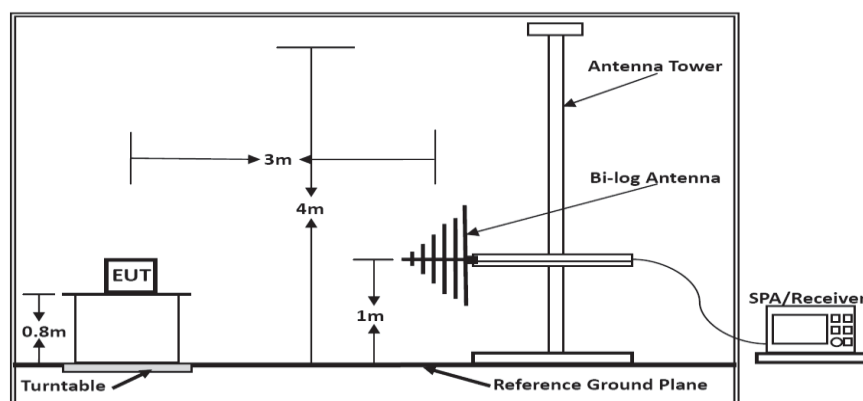 Antenna Tower
3m
Bi-log Antenna
4m
EUT
SPA/Receiver
0.8m
1m
Turntable
Reference Ground Plane